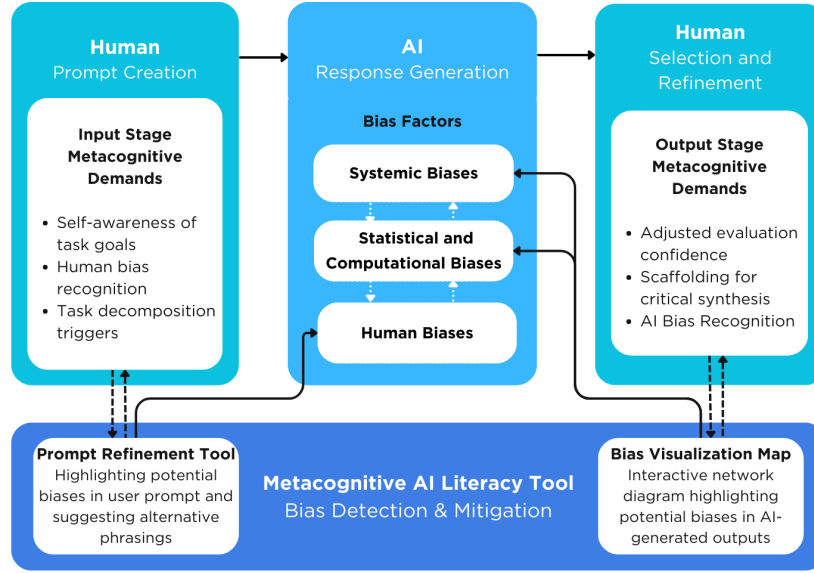 Human
Prompt Creation
Input Stage
Metacognitive
Demands
• Self-awareness of
task goals
• Human bias
recognition
• Task decomposition
triggers
AI
Response Generation
Bias Factors
Systemic Biases
Statistical and
Computational Biases
Human Biases
Human
Selection and
Refinement
Output Stage
Metacognitive
Demands
• Adjusted evaluation
confidence
• Scaffolding for
critical synthesis
• AI Bias Recognition
Prompt Refinement Tool
Highlighting potential
biases in user prompt and
suggesting alternative
phrasings
Metacognitive AI Literacy Tool
Bias Detection & Mitigation
Bias Visualization Map
Interactive network
diagram highlighting
potential biases in AI-
generated outputs